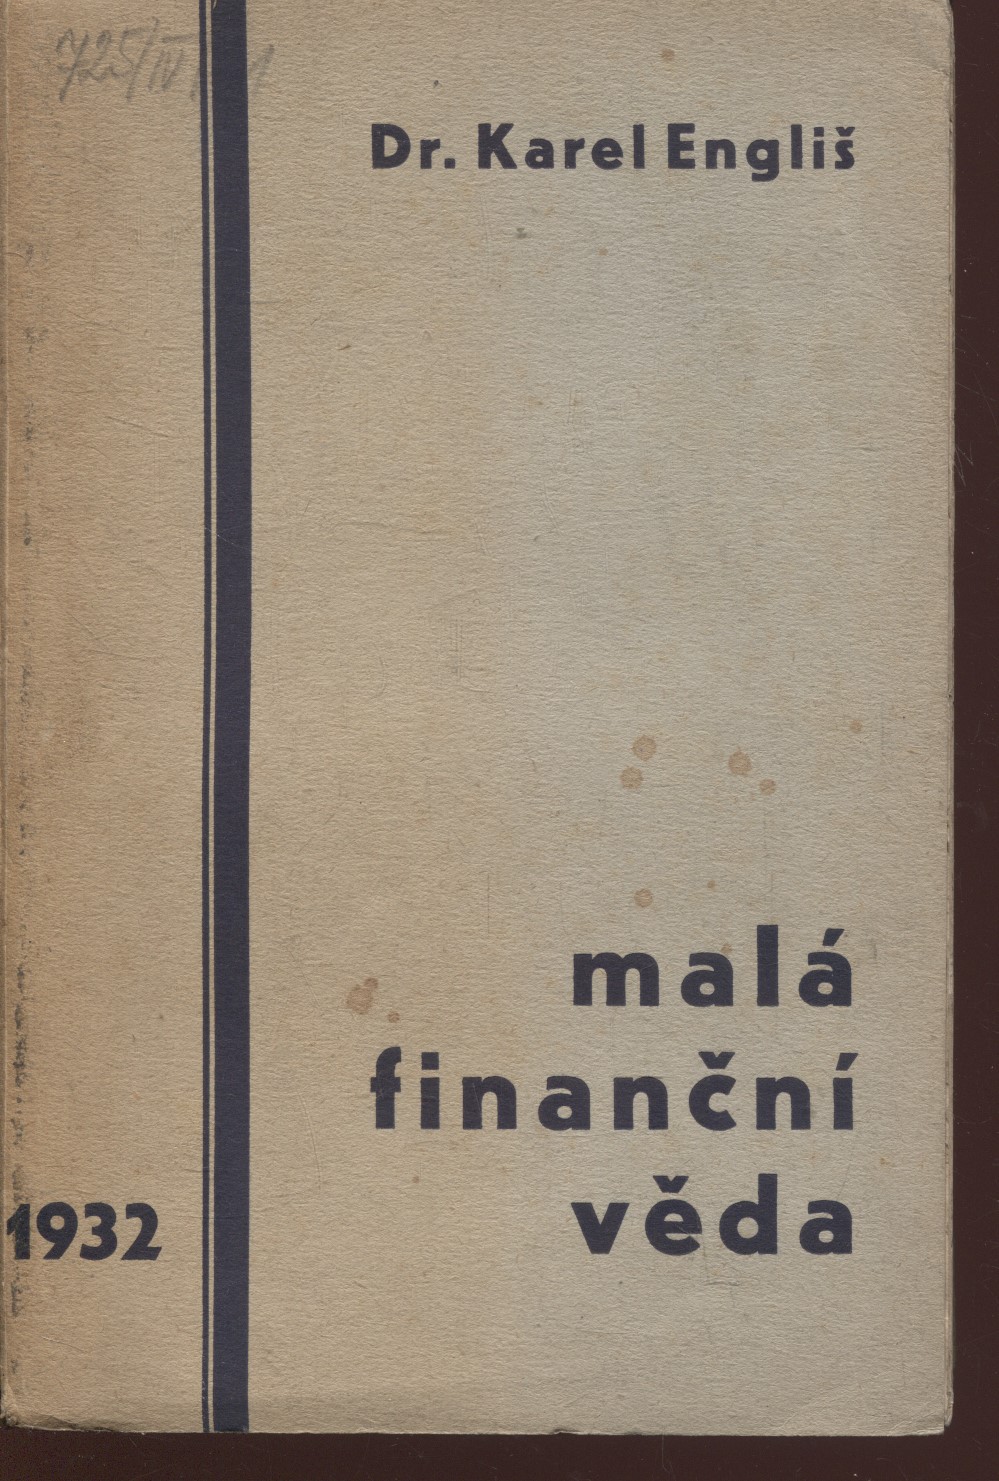 Dr. Karel Engliš
malá
finanční
věda
1932